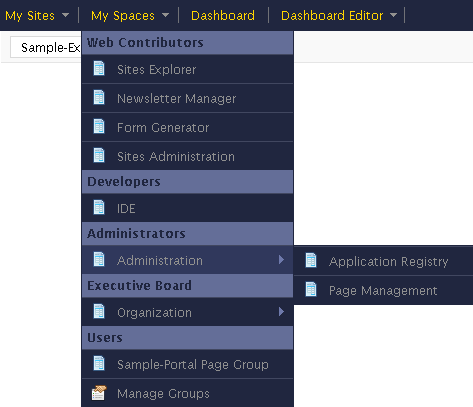 My Sites My Spaces Dashboard Dashboard Editor
Sample-Ex
Web Contributors
Sites Explorer
Newsletter Manager
Form Generator
Sites Administration
Developers
IDE
Administrators
Administration
Application Registry
Page Management
Executive Board
Organization
Users
Sample-Portal Page Group
Manage Groups